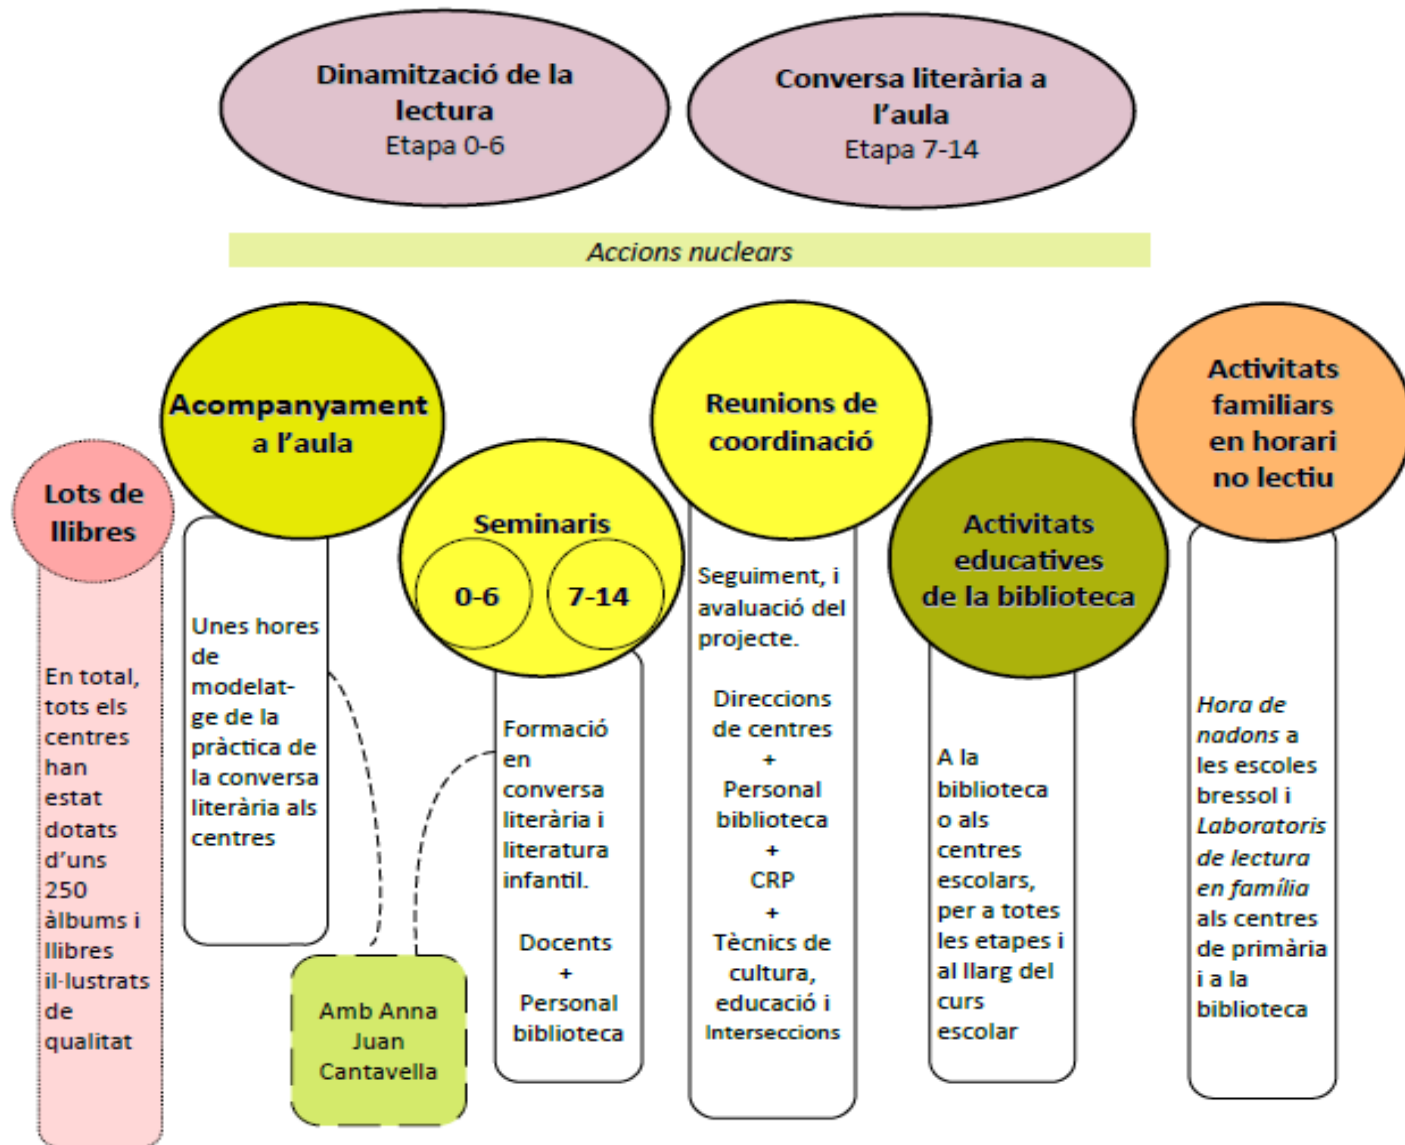 Dinamització de la
lectura
Etapa 0-6
Conversa literària a
l'aula
Etapa 7-14
Accions nuclears
Lots de
llibres
En total,
tots els
centres
han
estat
dotats
d'uns
250
àlbums i
llibres
il·lustrats
de
qualitat
Acompanyament
a l'aula
Unes hores
de
modelat-
ge de la
pràctica de
la conversa
literària als
centres
Seminaris
0-6
7-14
Formació
en
conversa
literària i
literatura
infantil.
Docents
+
Personal
biblioteca
Amb Anna
Juan
Cantavella
Reunions de
coordinació
Seguiment, i
avaluació del
projecte.
Direccions
de centres
+
Personal
biblioteca
+
CRP
+
Tècnics de
cultura,
educació i
Interseccions
Activitats
educatives
de la biblioteca
A la
biblioteca
o als
centres
escolars,
per a totes
les etapes i
al llarg del
curs
escolar
Activitats
familiars
en horari
no lectiu
Hora de
nadons a
les escoles
bressol i
Laboratoris
de lectura
en família
als centres
de primària
i a la
biblioteca